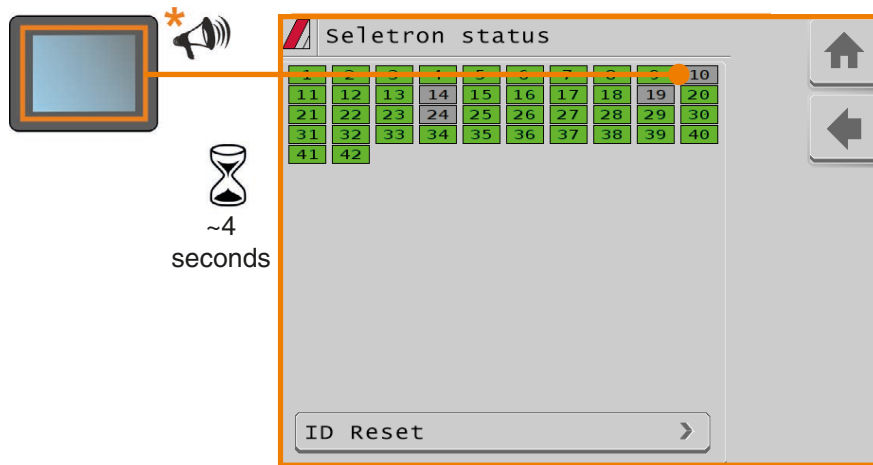 *
Seletron status
1 2 3 4 5 6 7 8 9 10
11 12 13 14 15 16 17 18 19 20
21 22 23 24 25 26 27 28 29 30
31 32 33 34 35 36 37 38 39 40
41 42
~4
seconds
ID Reset